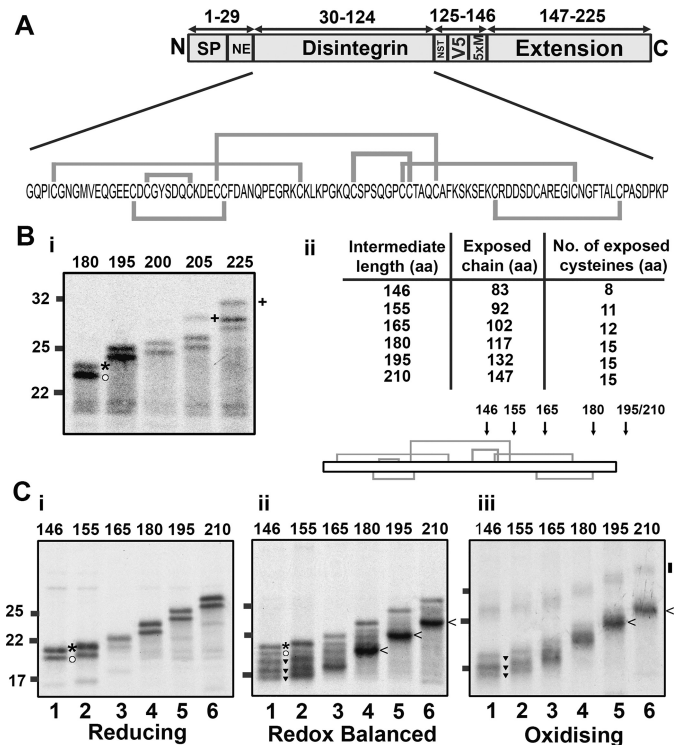 A
1-29 30-124 125-146 147-225
N SP NE Disintegrin NST V5 5xM Extension C
GQPICGNGMVEQGEECDCGYSDQCKDECCFDANQPEGRKCKLKPGKQCSPSQGPCCTAQCAFKSKSEKCRDDSDCAREGICNGFTALCPASDPKP
B
i
180 195 200 205 225
32
+
+
25
*
○
22
ii
Intermediate length (aa) Exposed chain (aa) No. of exposed cysteines (aa)
146 83 8
155 92 11
165 102 12
180 117 15
195 132 15
210 147 15
146 155 165 180 195/210
C
i
146 155 165 180 195 210
25
22
17
*
○
1 2 3 4 5 6
Reducing
ii
146 155 165 180 195 210
*
○
<
<
<
1 2 3 4 5 6
Redox Balanced
iii
146 155 165 180 195 210
<
<
1 2 3 4 5 6
Oxidising